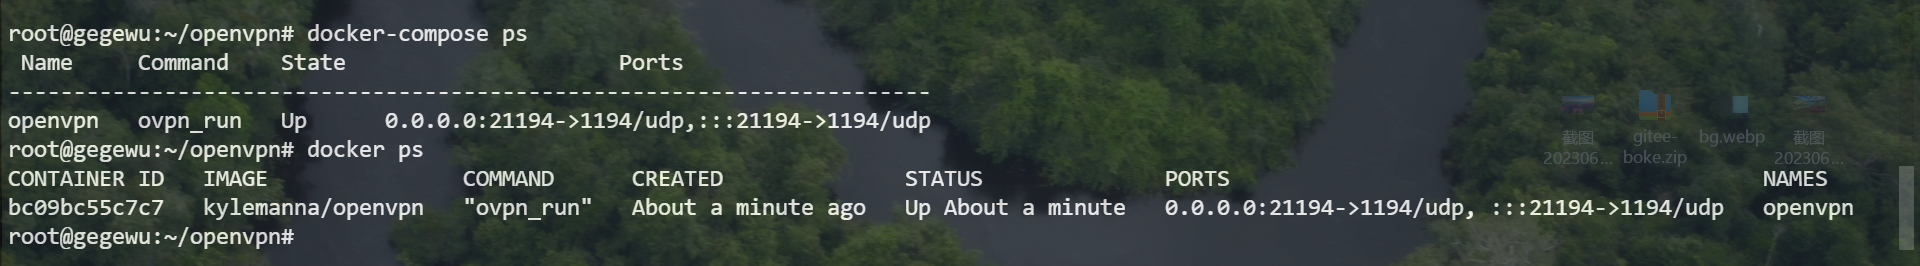 root@gegewu:~/openvpn# docker-compose ps
Name Command State Ports
-----------------------------------------------------------------------
openvpn ovpn_run Up 0.0.0.0:21194->1194/udp,:::21194->1194/udp
root@gegewu:~/openvpn# docker ps
CONTAINER ID IMAGE COMMAND CREATED STATUS PORTS NAMES
bc09bc55c7c7 kylemanna/openvpn "ovpn_run" About a minute ago Up About a minute 0.0.0.0:21194->1194/udp, :::21194->1194/udp openvpn
root@gegewu:~/openvpn#
截图
202306...
gitee-
boke.zip
bg.webp
截图
202306...